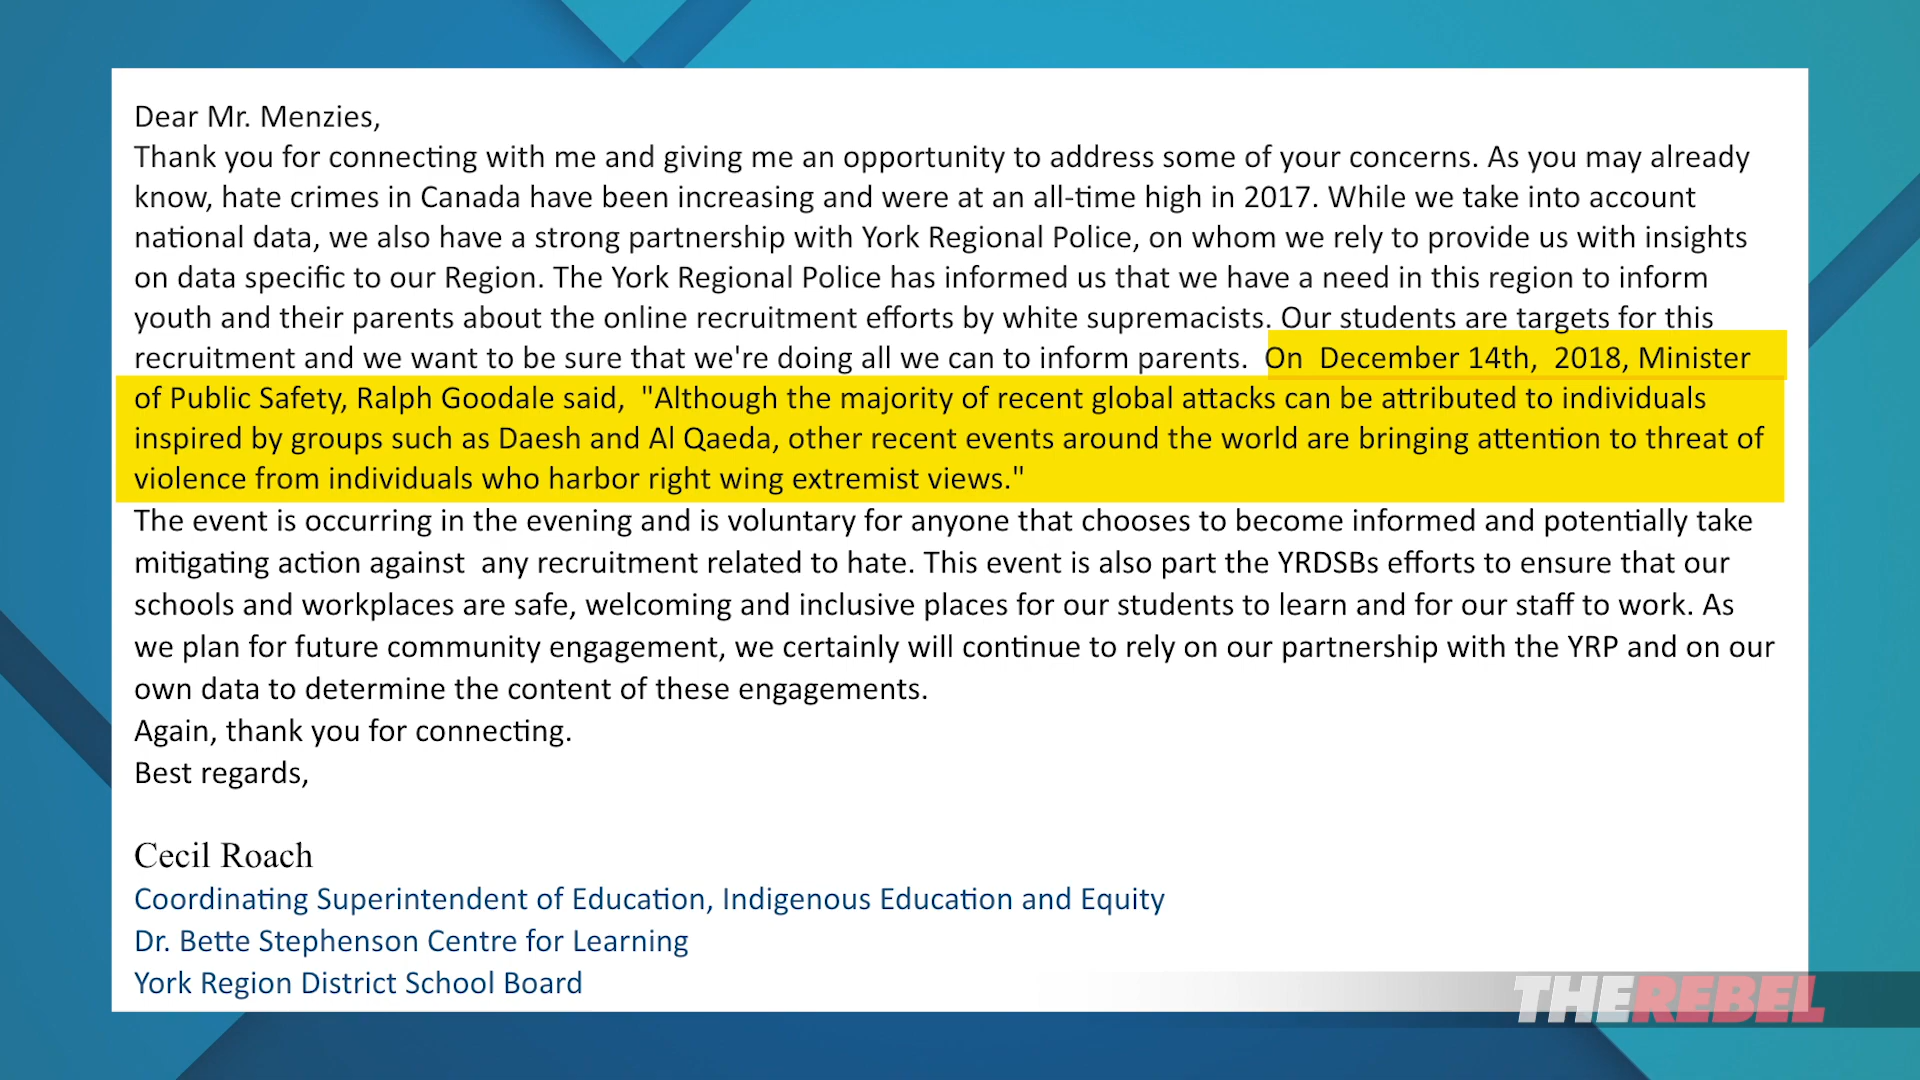 Dear Mr. Menzies,
Thank you for connecting with me and giving me an opportunity to address some of your concerns. As you may already
know, hate crimes in Canada have been increasing and were at an all-time high in 2017. While we take into account
national data, we also have a strong partnership with York Regional Police, on whom we rely to provide us with insights
on data specific to our Region. The York Regional Police has informed us that we have a need in this region to inform
youth and their parents about the online recruitment efforts by white supremacists. Our students are targets for this
recruitment and we want to be sure that we're doing all we can to inform parents.  On  December 14th,  2018, Minister
of Public Safety, Ralph Goodale said,  "Although the majority of recent global attacks can be attributed to individuals
inspired by groups such as Daesh and Al Qaeda, other recent events around the world are bringing attention to threat of
violence from individuals who harbor right wing extremist views."
The event is occurring in the evening and is voluntary for anyone that chooses to become informed and potentially take
mitigating action against  any recruitment related to hate. This event is also part the YRDSBs efforts to ensure that our
schools and workplaces are safe, welcoming and inclusive places for our students to learn and for our staff to work. As
we plan for future community engagement, we certainly will continue to rely on our partnership with the YRP and on our
own data to determine the content of these engagements.
Again, thank you for connecting.
Best regards,
Cecil Roach
Coordinating Superintendent of Education, Indigenous Education and Equity
Dr. Bette Stephenson Centre for Learning
York Region District School Board
THE REBEL